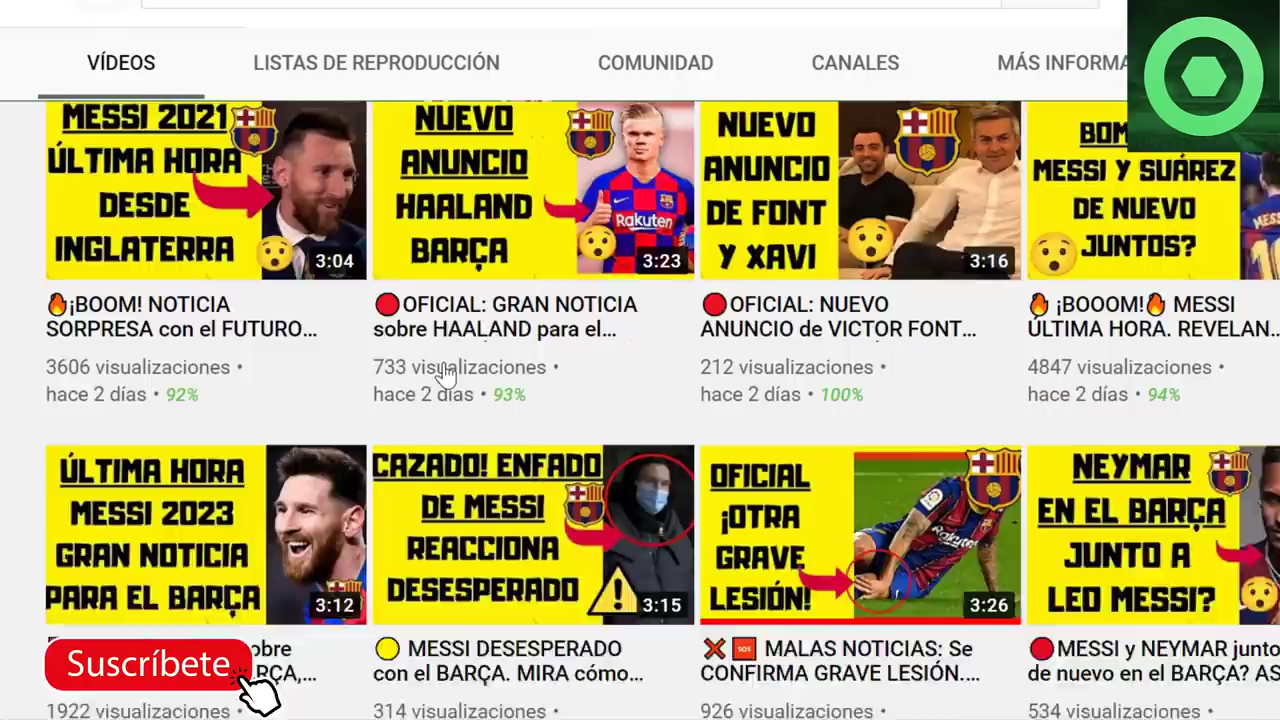 VÍDEOS
LISTAS DE REPRODUCCIÓN
COMUNIDAD
CANALES
MÁS INFORMA
MESSI 2021
ÚLTIMA HORA
DESDE
INGLATERRA
3:04
NUEVO
ANUNCIO
HAALAND
BARÇA
Rakuten
3:23
NUEVO
ANUNCIO
DE FONT
Y XAVI
3:16
BOM
MESSI Y SUÁREZ
DE NUEVO
¿JUNTOS?
MESS
🔥¡BOOM! NOTICIA
SORPRESA con el FUTURO...
3606 visualizaciones •
hace 2 días • 92%
🔴OFICIAL: GRAN NOTICIA
sobre HAALAND para el...
733 visualizaciones •
hace 2 días • 93%
🔴OFICIAL: NUEVO
ANUNCIO de VICTOR FONT...
212 visualizaciones •
hace 2 días • 100%
🔥 ¡BOOOM!🔥 MESSI
ÚLTIMA HORA. REVELAN...
4847 visualizaciones •
hace 2 días • 94%
ÚLTIMA HORA
MESSI 2023
GRAN NOTICIA
PARA EL BARÇA
3:12
CAZADO! ENFADO
DE MESSI
REACCIONA
DESESPERADO
3:15
OFICIAL
¡OTRA
GRAVE
LESIÓN!
Rakuten
3:26
NEYMAR
EN EL BARÇA
JUNTO A
LEO MESSI?
obre
RÇA,...
Suscríbete
1922 visualizaciones •
🟡 MESSI DESESPERADO
con el BARÇA. MIRA cómo...
314 visualizaciones •
❌ 🆘 MALAS NOTICIAS: Se
CONFIRMA GRAVE LESIÓN....
926 visualizaciones •
🔴MESSI y NEYMAR junto
de nuevo en el BARÇA? AS
534 visualizaciones •